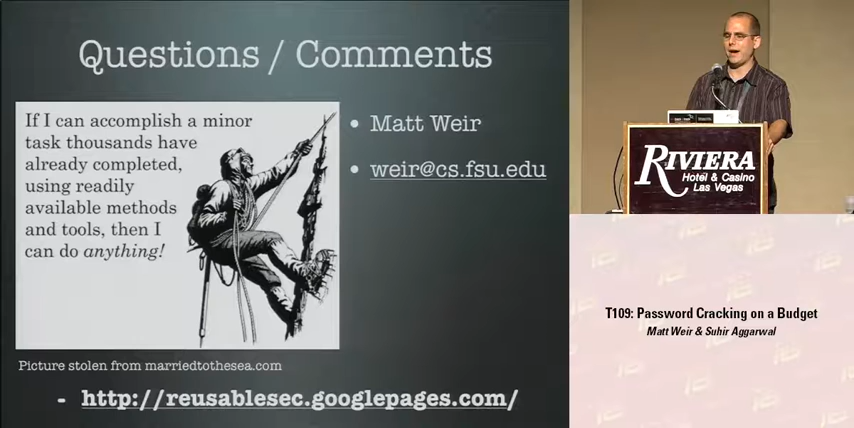 Questions / Comments
If I can accomplish a minor
task thousands have
already completed,
using readily
available methods
and tools, then I
can do anything!
• Matt Weir
• weir@cs.fsu.edu
Picture stolen from marriedtothesea.com
- http://reusablesec.googlepages.com/
RIVIERA
Hotel & Casino
Las Vegas
T109: Password Cracking on a Budget
Matt Weir & Suhir Aggarwal